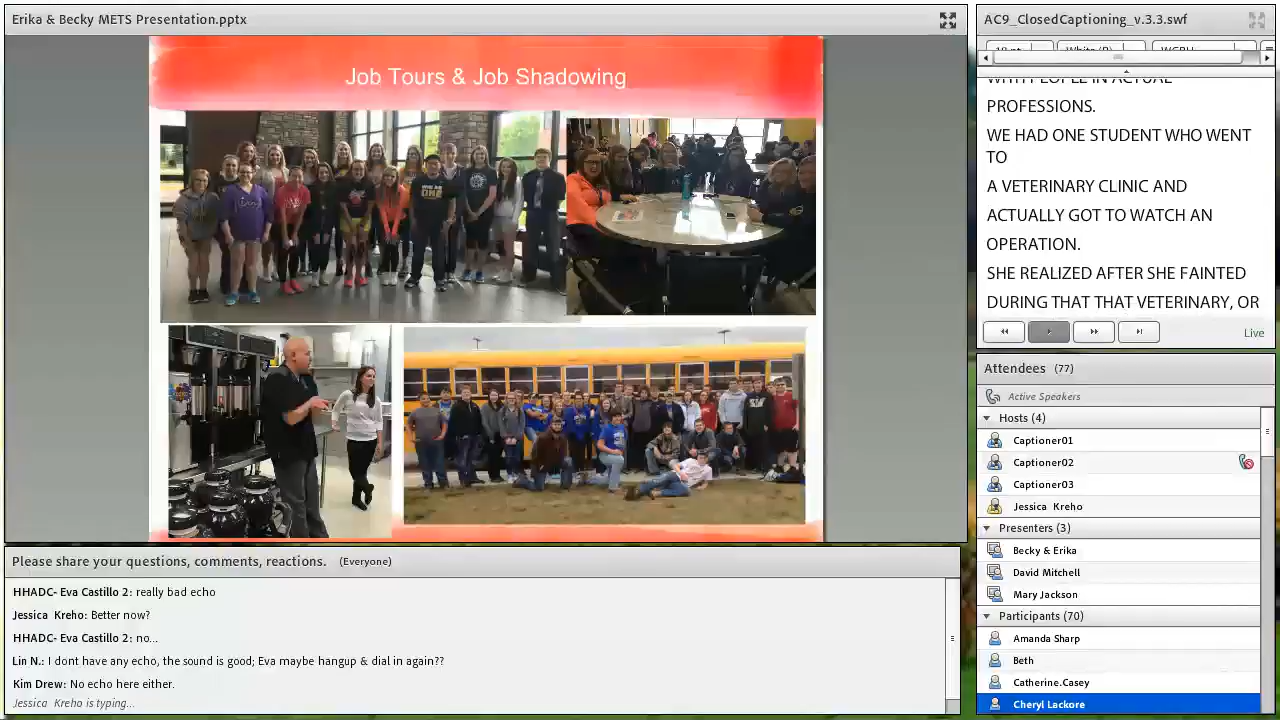 Erika & Becky METS Presentation.pptx
Job Tours & Job Shadowing
Please share your questions, comments, reactions. (Everyone)
HHADC- Eva Castillo 2: really bad echo
Jessica Kreho: Better now?
HHADC- Eva Castillo 2: no...
Lin N.: I dont have any echo, the sound is good; Eva maybe hangup & dial in again??
Kim Drew: No echo here either.
Jessica Kreho is typing...
AC9_ClosedCaptioning_v.3.3.swf
WITH PEOPLE IN ACTUAL
PROFESSIONS.
WE HAD ONE STUDENT WHO WENT
TO
A VETERINARY CLINIC AND
ACTUALLY GOT TO WATCH AN
OPERATION.
SHE REALIZED AFTER SHE FAINTED
DURING THAT THAT VETERINARY, OR
Live
Attendees (77)
Active Speakers
Hosts (4)
Captioner01
Captioner02
Captioner03
Jessica Kreho
Presenters (3)
Becky & Erika
David Mitchell
Mary Jackson
Participants (70)
Amanda Sharp
Beth
Catherine.Casey
Cheryl Lackore